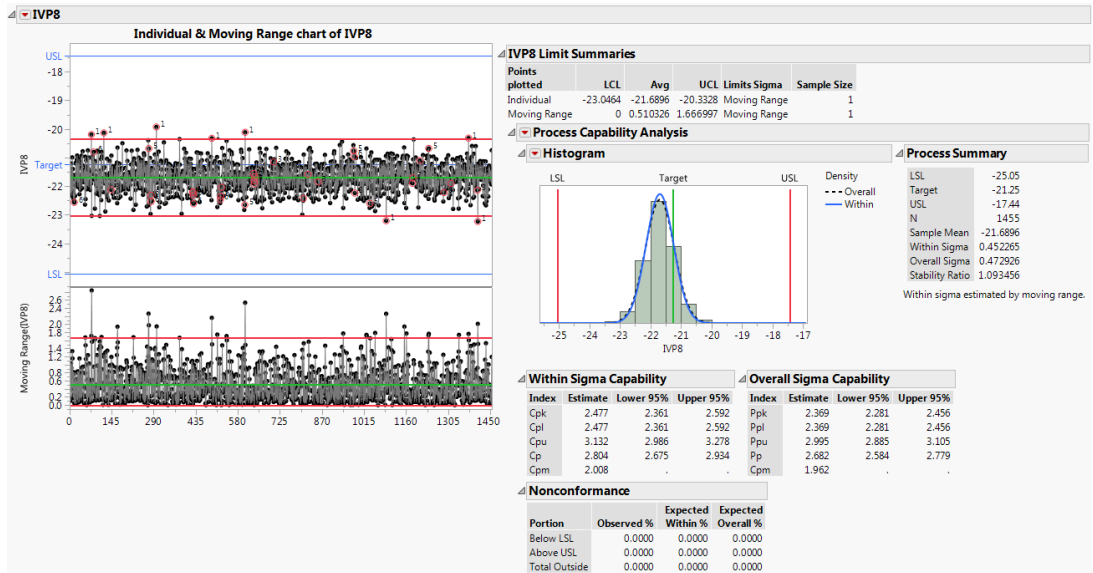 IVP8
Individual & Moving Range chart of IVP8
USL
-18
-19
-20
Target
-22
-23
-24
LSL
IVP8
1
1
1
1
1
1
1
1
5
5
5
6
2.6
2.4
2.0
1.8
1.4
1.2
0.8
0.6
0.2
0.0
Moving Range(IVP8)
0 145 290 435 580 725 870 1015 1160 1305 1450
IVP8 Limit Summaries
Points
plotted LCL Avg UCL Limits Sigma Sample Size
Individual -23.0464 -21.6896 -20.3328 Moving Range 1
Moving Range 0 0.510326 1.666997 Moving Range 1
Process Capability Analysis
Histogram
LSL Target USL
Density
Overall
Within
-25 -24 -23 -22 -21 -20 -19 -18 -17
IVP8
Process Summary
LSL -25.05
Target -21.25
USL -17.44
N 1455
Sample Mean -21.6896
Within Sigma 0.452265
Overall Sigma 0.472926
Stability Ratio 1.093456
Within sigma estimated by moving range.
Within Sigma Capability
Index Estimate Lower 95% Upper 95%
Cpk 2.477 2.361 2.592
Cpl 2.477 2.361 2.592
Cpu 3.132 2.986 3.278
Cp 2.804 2.675 2.934
Cpm 2.008 . .
Overall Sigma Capability
Index Estimate Lower 95% Upper 95%
Ppk 2.369 2.281 2.456
Ppl 2.369 2.281 2.456
Ppu 2.995 2.885 3.105
Pp 2.682 2.584 2.779
Cpm 1.962 . .
Nonconformance
Expected Expected
Portion Observed % Within % Overall %
Below LSL 0.0000 0.0000 0.0000
Above USL 0.0000 0.0000 0.0000
Total Outside 0.0000 0.0000 0.0000